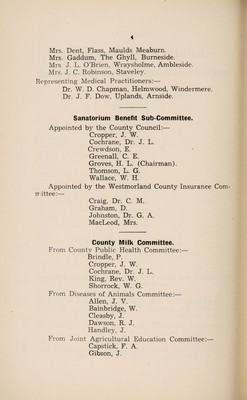 4
Mrs. Dent, Flass, Maulds Meaburn.
Mrs. Gaddum, The Ghyll, Burneside.
Mrs. J. L. O'Brien, Wraysholme, Ambleside.
Mrs. J. C. Robinson, Staveley.
Representing Medical Practitioners:—
Dr. W. D. Chapman, Helmwood, Windermere.
Dr. J. F. Dow, Uplands, Arnside.
Sanatorium Benefit Sub-Committee.
Appointed by the County Council:—
Cropper, J. W.
Cochrane, Dr. J. L.
Crewdson, E.
Greenall, C. E.
Groves, H. L. (Chairman).
Thomson, L. G.
Wallace, W. H.
Appointed by the Westmorland County Insurance Com-
mittee:—
Craig, Dr. C. M.
Graham, D.
Johnston, Dr. G. A.
MacLeod, Mrs.
County Milk Committee.
From County Public Health Committee:—
Brindle, P.
Cropper, J. W.
Cochrane, Dr. J. L.
King, Rev. W.
Shorrock, W. G.
From Diseases of Animals Committee:—
Allen, J. V.
Bainbridge, W.
Cleasby, J.
Dawson, R. J.
Handley, J.
From Joint Agricultural Education Committee:—
Capstick, F. A.
Gibson, J.